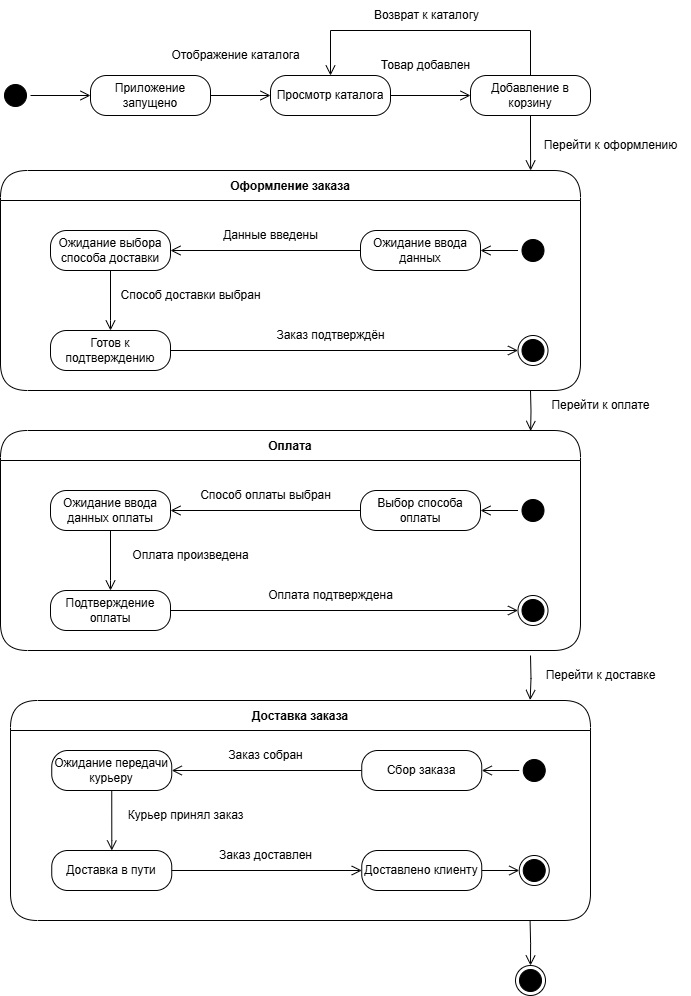 Возврат к каталогу
Отображение каталога
Товар добавлен
Приложение
запущено
Просмотр каталога
Добавление в
корзину
Перейти к оформлению
Оформление заказа
Данные введены
Ожидание выбора
способа доставки
Ожидание ввода
данных
Способ доставки выбран
Готов к
подтверждению
Заказ подтверждён
Перейти к оплате
Оплата
Способ оплаты выбран
Ожидание ввода
данных оплаты
Выбор способа
оплаты
Оплата произведена
Подтверждение
оплаты
Оплата подтверждена
Перейти к доставке
Доставка заказа
Заказ собран
Ожидание передачи
курьеру
Сбор заказа
Курьер принял заказ
Заказ доставлен
Доставка в пути
Доставлено клиенту